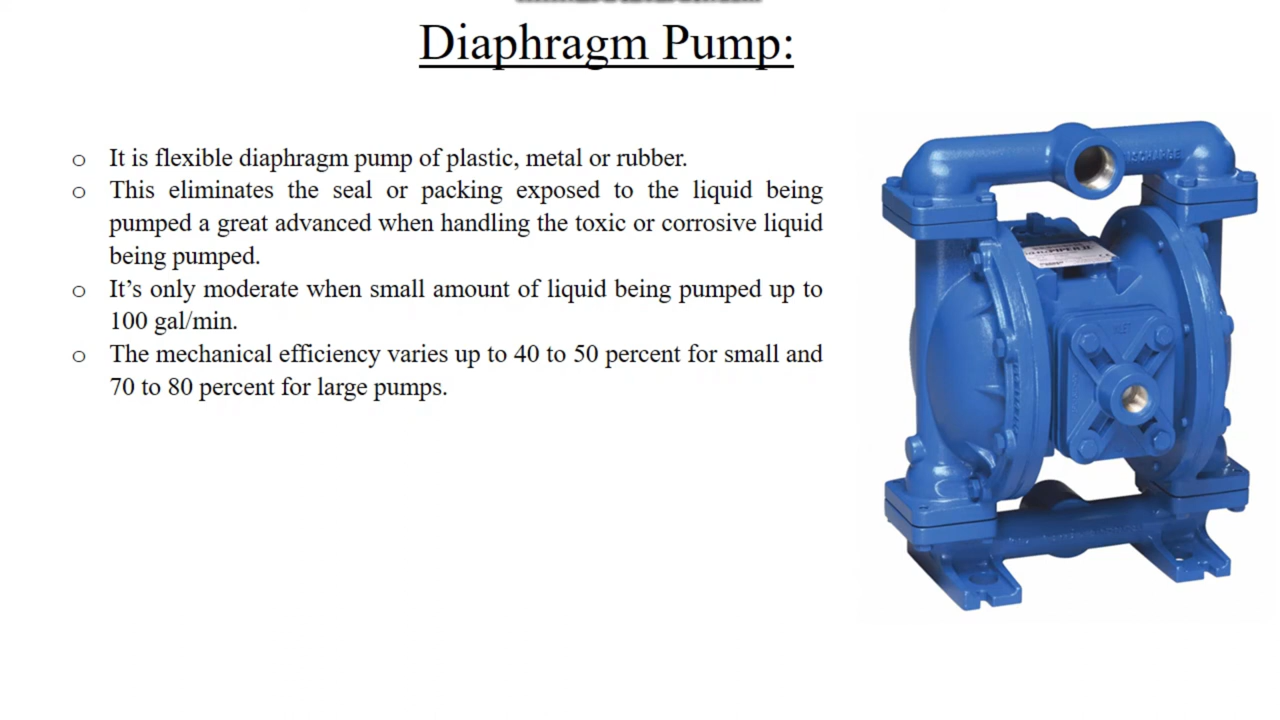 Diaphragm Pump:
o It is flexible diaphragm pump of plastic, metal or rubber.
o This eliminates the seal or packing exposed to the liquid being
pumped a great advanced when handling the toxic or corrosive liquid
being pumped.
o It’s only moderate when small amount of liquid being pumped up to
100 gal/min.
o The mechanical efficiency varies up to 40 to 50 percent for small and
70 to 80 percent for large pumps.
DISCHARGE
INLET